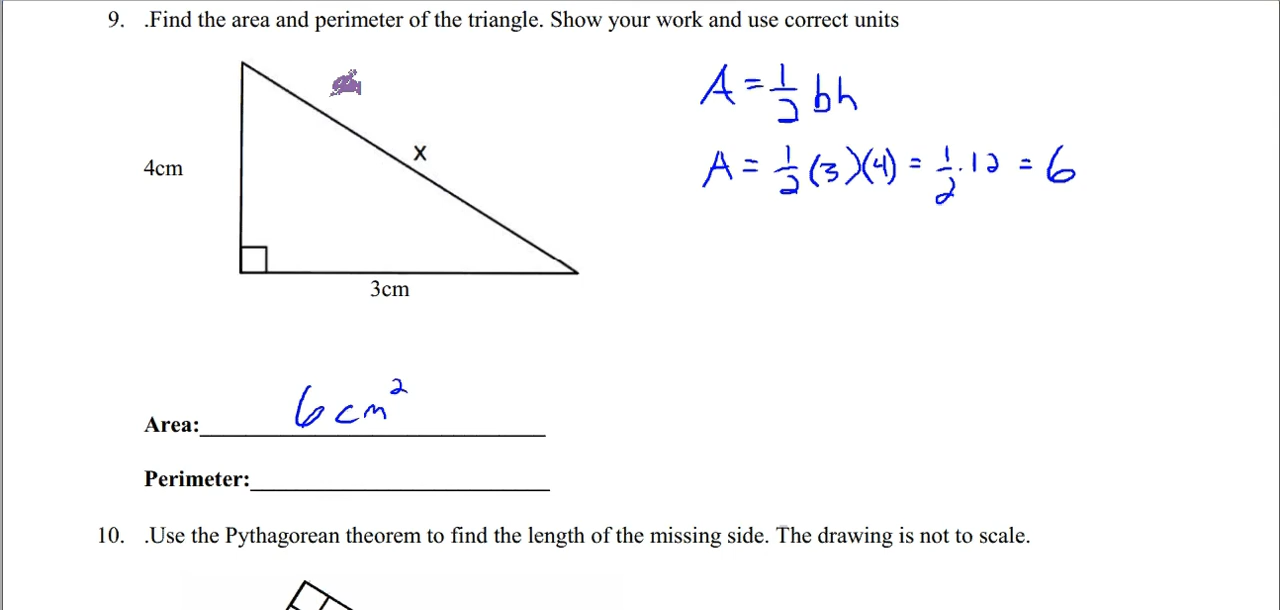 9. .Find the area and perimeter of the triangle. Show your work and use correct units
A = 1/2 bh
x
4cm
A = 1/2 (3)(4) = 1/2 · 12 = 6
3cm
Area: 6 cm²
Perimeter:
10. .Use the Pythagorean theorem to find the length of the missing side. The drawing is not to scale.